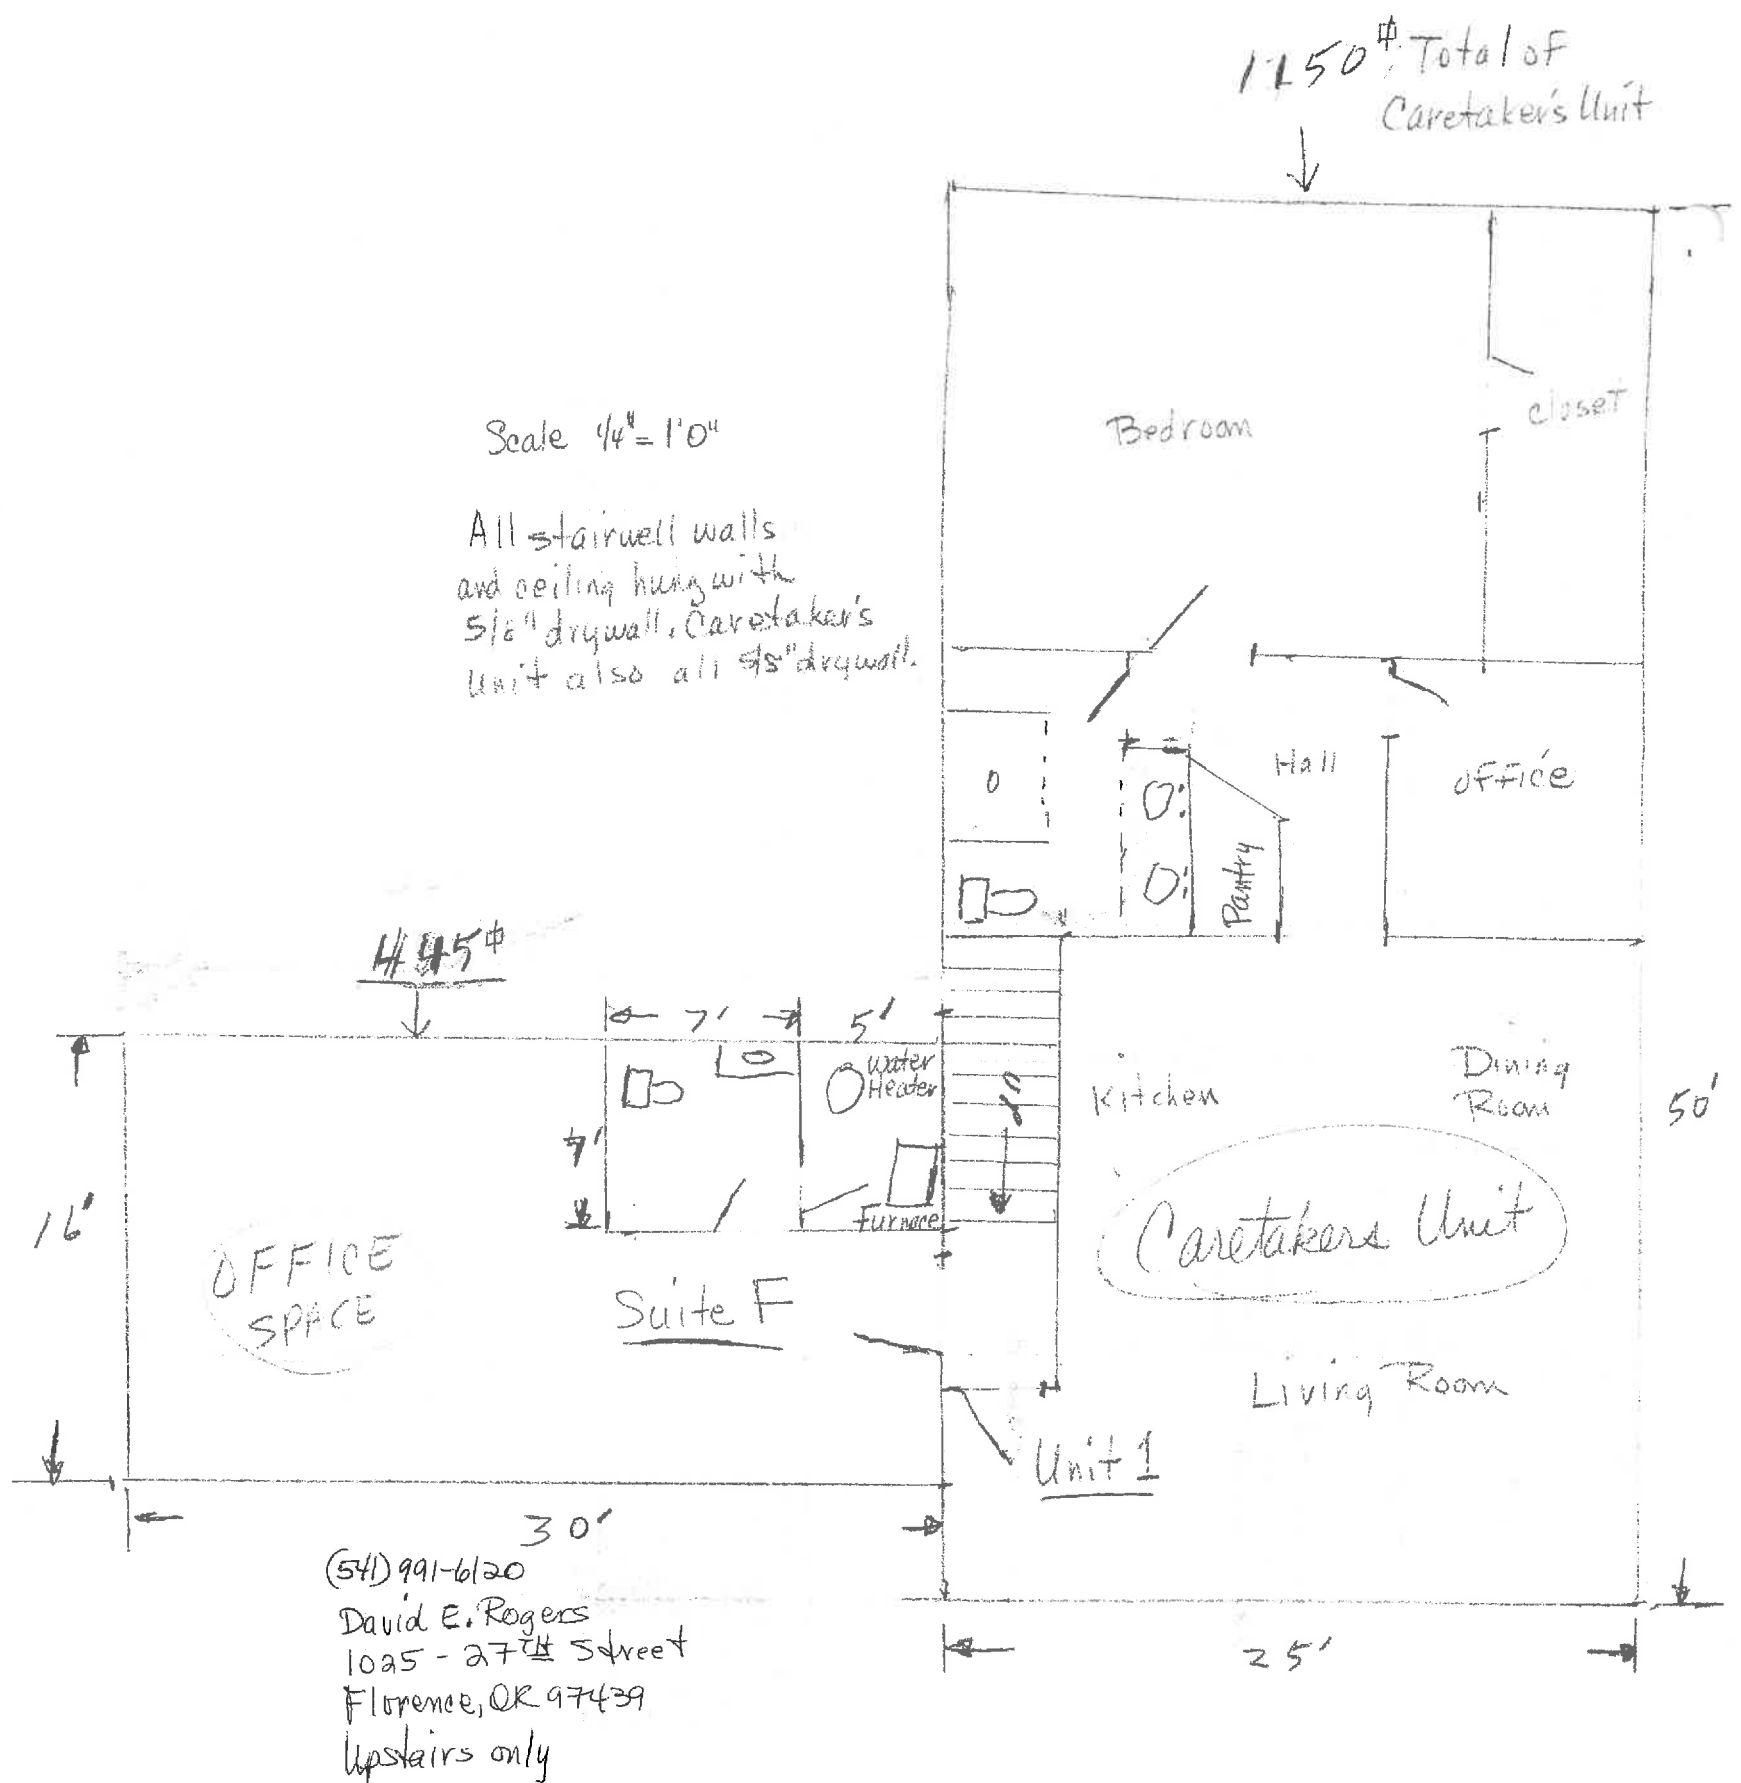 1150⌗ Total of
Caretaker's Unit
Scale 1/4" = 1'0"
All stairwell walls
and ceiling hung with
5/8" drywall. Caretaker's
Unit also all 5/8" drywall.
Bedroom
closet
Hall
OFFICE
Pantry
445⌗
7'
5'
Water
Heater
7'
Furnace
UP
Kitchen
Dining
Room
50'
Caretakers Unit
16'
OFFICE
SPACE
Suite F
Living Room
Unit 1
30'
25'
(541) 991-6120
David E. Rogers
1025 - 27TH Street
Florence, OR 97439
Upstairs only